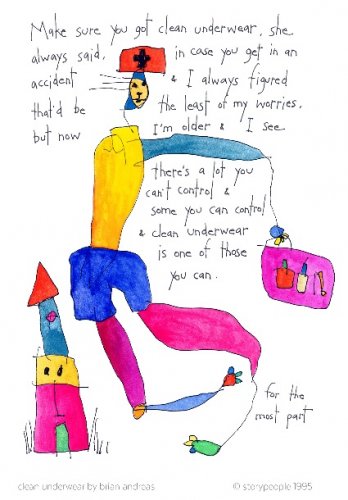 Make sure you got clean underwear, she
always said, in case you get in an
accident & I always figured
that'd be the least of my worries,
but now I'm older & I see
there's a lot you
can't control &
some you can control
& clean underwear
is one of those
you can.
for the
most part
clean underwear by brian andreas © storypeople 1995